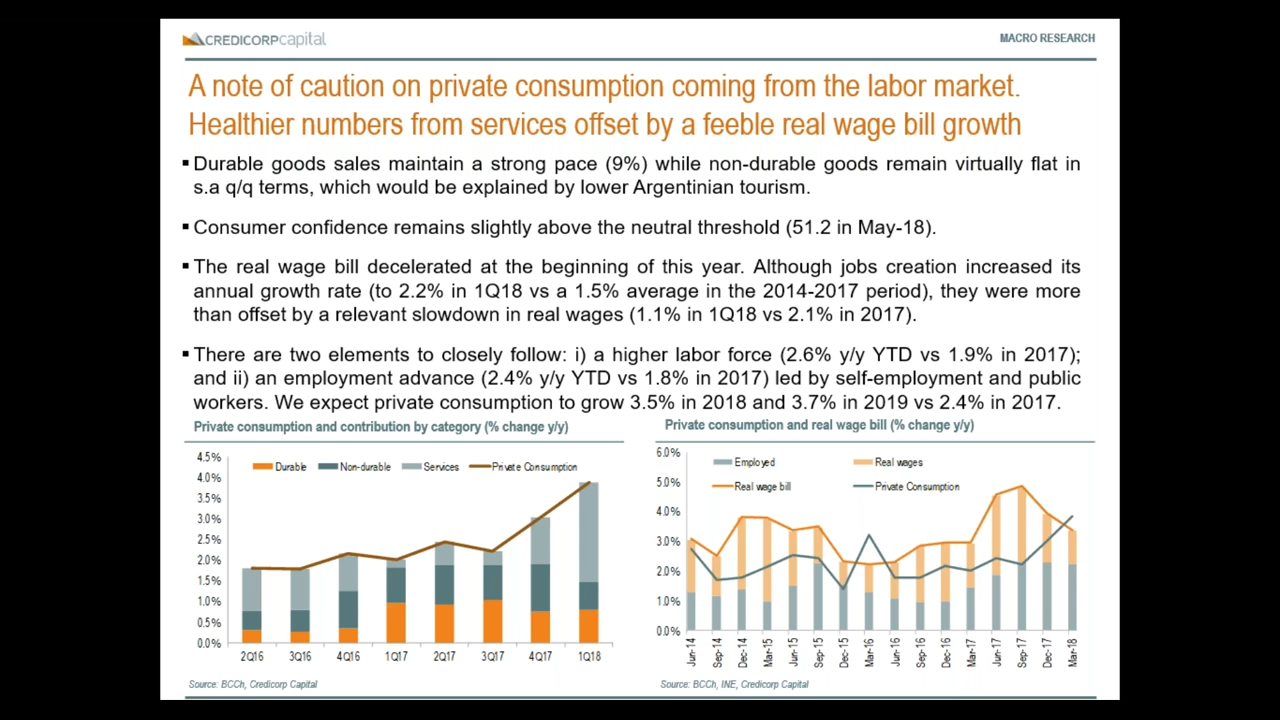 CREDICORPcapital
MACRO RESEARCH
A note of caution on private consumption coming from the labor market.
Healthier numbers from services offset by a feeble real wage bill growth
▪ Durable goods sales maintain a strong pace (9%) while non-durable goods remain virtually flat in
s.a q/q terms, which would be explained by lower Argentinian tourism.
▪ Consumer confidence remains slightly above the neutral threshold (51.2 in May-18).
▪ The real wage bill decelerated at the beginning of this year. Although jobs creation increased its
annual growth rate (to 2.2% in 1Q18 vs a 1.5% average in the 2014-2017 period), they were more
than offset by a relevant slowdown in real wages (1.1% in 1Q18 vs 2.1% in 2017).
▪ There are two elements to closely follow: i) a higher labor force (2.6% y/y YTD vs 1.9% in 2017);
and ii) an employment advance (2.4% y/y YTD vs 1.8% in 2017) led by self-employment and public
workers. We expect private consumption to grow 3.5% in 2018 and 3.7% in 2019 vs 2.4% in 2017.
Private consumption and contribution by category (% change y/y)
Durable Non-durable Services Private Consumption
4.5%
4.0%
3.5%
3.0%
2.5%
2.0%
1.5%
1.0%
0.5%
0.0%
2Q16 3Q16 4Q16 1Q17 2Q17 3Q17 4Q17 1Q18
Source: BCCh, Credicorp Capital
Private consumption and real wage bill (% change y/y)
Employed Real wages
Real wage bill Private Consumption
6.0%
5.0%
4.0%
3.0%
2.0%
1.0%
0.0%
Jun-14 Sep-14 Dec-14 Mar-15 Jun-15 Sep-15 Dec-15 Mar-16 Jun-16 Sep-16 Dec-16 Mar-17 Jun-17 Sep-17 Dec-17 Mar-18
Source: BCCh, INE, Credicorp Capital